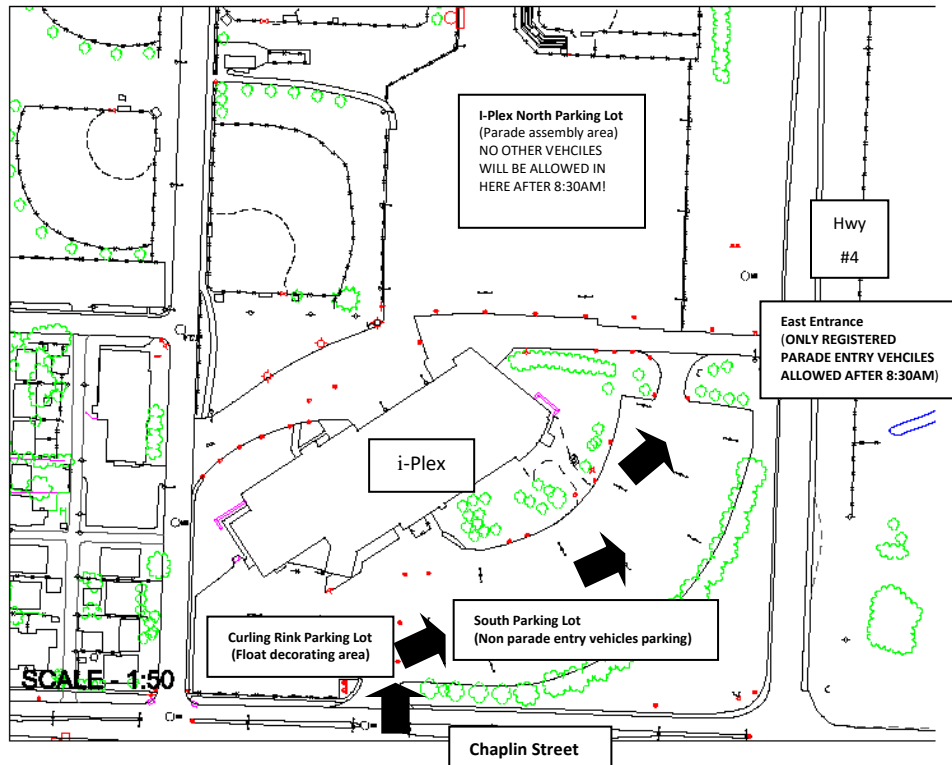 I-Plex North Parking Lot
(Parade assembly area)
NO OTHER VEHCILES
WILL BE ALLOWED IN
HERE AFTER 8:30AM!
Hwy
#4
East Entrance
(ONLY REGISTERED
PARADE ENTRY VEHCILES
ALLOWED AFTER 8:30AM)
i-Plex
South Parking Lot
(Non parade entry vehicles parking)
Curling Rink Parking Lot
(Float decorating area)
SCALE - 1:50
Chaplin Street